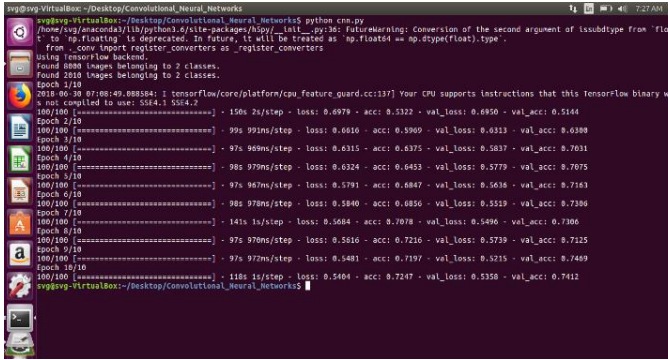 svg@svg-VirtualBox: ~/Desktop/Convolutional_Neural_Networks
7:27 AM
svg@svg-VirtualBox:~/Desktop/Convolutional_Neural_Networks$ python cnn.py
/home/svg/anaconda3/lib/python3.6/site-packages/h5py/__init__.py:36: FutureWarning: Conversion of the second argument of issubdtype from `floa
t` to `np.floating` is deprecated. In future, it will be treated as `np.float64 == np.dtype(float).type`.
from ._conv import register_converters as _register_converters
Using TensorFlow backend.
Found 8000 images belonging to 2 classes.
Found 2010 images belonging to 2 classes.
Epoch 1/10
2018-06-30 07:08:49.088584: I tensorflow/core/platform/cpu_feature_guard.cc:137] Your CPU supports instructions that this TensorFlow binary w
s not compiled to use: SSE4.1 SSE4.2
100/100 [==============================] - 150s 2s/step - loss: 0.6979 - acc: 0.5322 - val_loss: 0.6950 - val_acc: 0.5144
Epoch 2/10
100/100 [==============================] - 99s 991ms/step - loss: 0.6616 - acc: 0.5969 - val_loss: 0.6313 - val_acc: 0.6300
Epoch 3/10
100/100 [==============================] - 97s 969ms/step - loss: 0.6315 - acc: 0.6375 - val_loss: 0.5837 - val_acc: 0.7031
Epoch 4/10
100/100 [==============================] - 98s 979ms/step - loss: 0.6324 - acc: 0.6453 - val_loss: 0.5779 - val_acc: 0.7075
Epoch 5/10
100/100 [==============================] - 97s 967ms/step - loss: 0.5791 - acc: 0.6847 - val_loss: 0.5636 - val_acc: 0.7163
Epoch 6/10
100/100 [==============================] - 98s 978ms/step - loss: 0.5840 - acc: 0.6856 - val_loss: 0.5519 - val_acc: 0.7306
Epoch 7/10
100/100 [==============================] - 141s 1s/step - loss: 0.5684 - acc: 0.7078 - val_loss: 0.5496 - val_acc: 0.7306
Epoch 8/10
100/100 [==============================] - 97s 970ms/step - loss: 0.5616 - acc: 0.7216 - val_loss: 0.5739 - val_acc: 0.7125
Epoch 9/10
100/100 [==============================] - 97s 972ms/step - loss: 0.5481 - acc: 0.7197 - val_loss: 0.5215 - val_acc: 0.7469
Epoch 10/10
100/100 [==============================] - 118s 1s/step - loss: 0.5404 - acc: 0.7247 - val_loss: 0.5358 - val_acc: 0.7412
svg@svg-VirtualBox:~/Desktop/Convolutional_Neural_Networks$